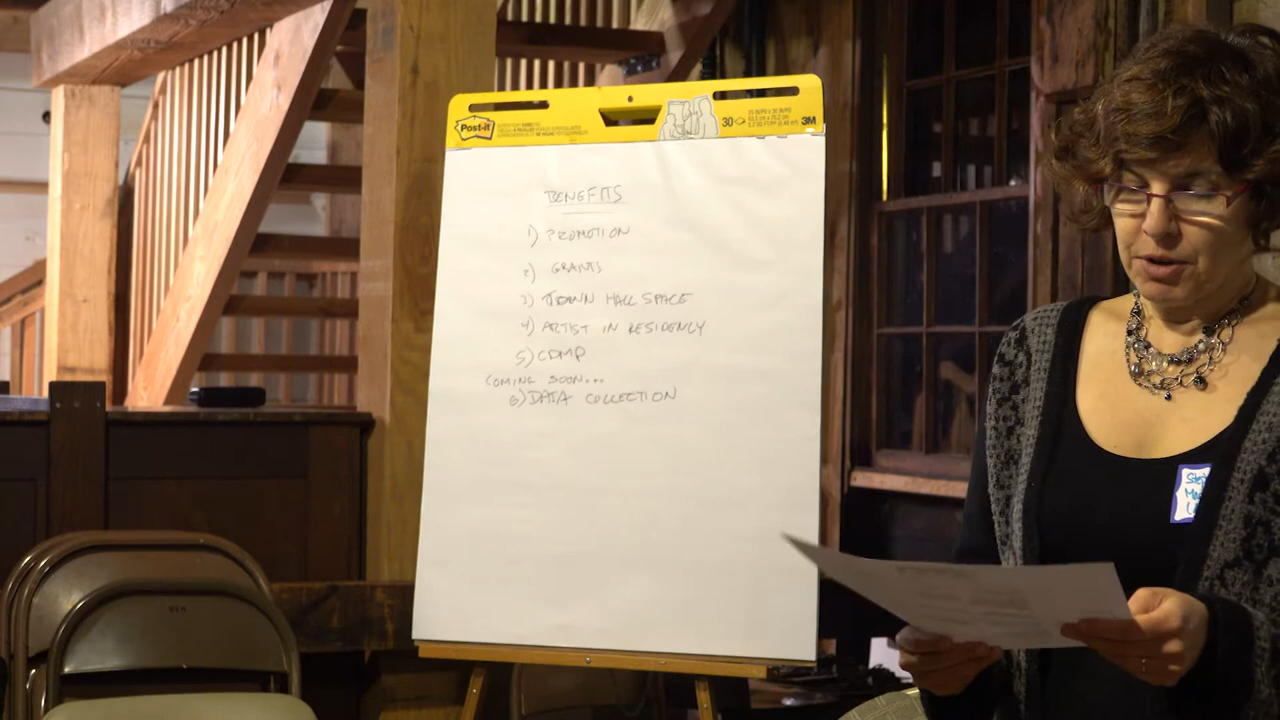 Post-it
30
3M
BENEFITS
1) PROMOTION
2) GRANTS
3) TOWN HALL SPACE
4) ARTIST IN RESIDENCY
5) CDMP
COMING SOON...
6) DATA COLLECTION